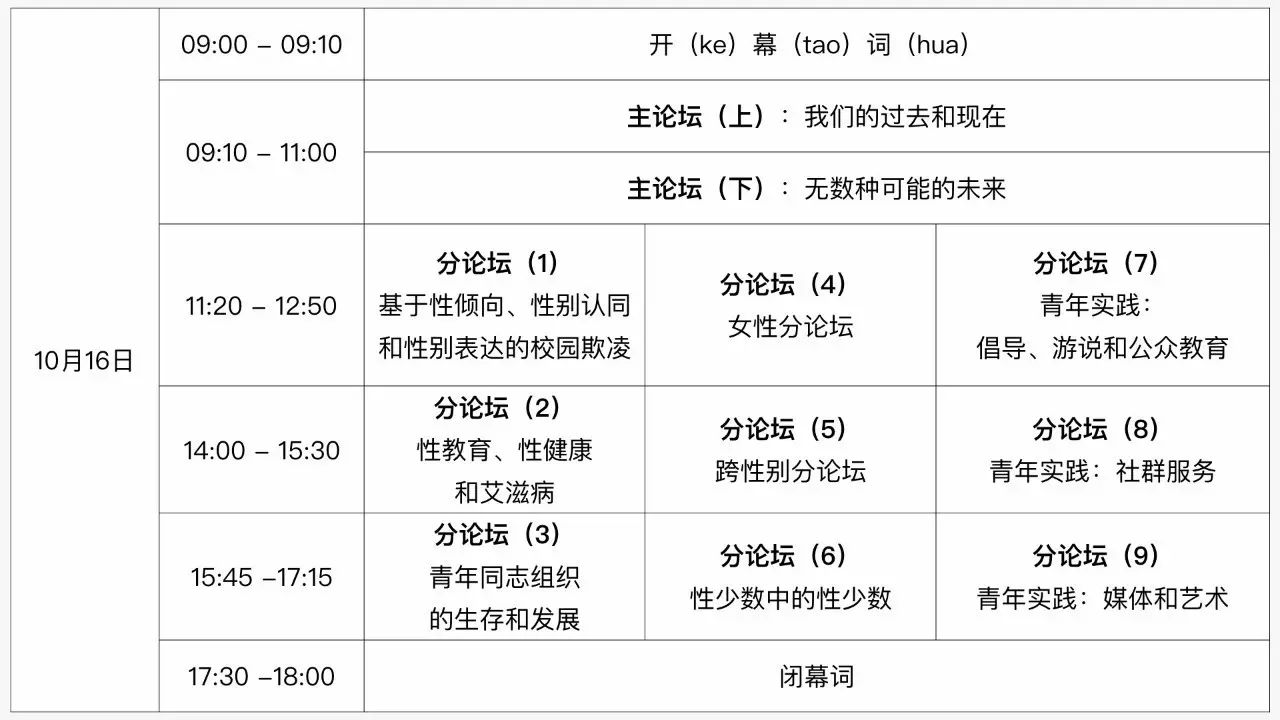 10月16日
09:00 – 09:10
开（ke）幕（tao）词（hua）
09:10 – 11:00
主论坛（上）：我们的过去和现在
主论坛（下）：无数种可能的未来
11:20 – 12:50
分论坛（1）
基于性倾向、性别认同
和性别表达的校园欺凌
分论坛（4）
女性分论坛
分论坛（7）
青年实践：
倡导、游说和公众教育
14:00 – 15:30
分论坛（2）
性教育、性健康
和艾滋病
分论坛（5）
跨性别分论坛
分论坛（8）
青年实践：社群服务
15:45 –17:15
分论坛（3）
青年同志组织
的生存和发展
分论坛（6）
性少数中的性少数
分论坛（9）
青年实践：媒体和艺术
17:30 –18:00
闭幕词